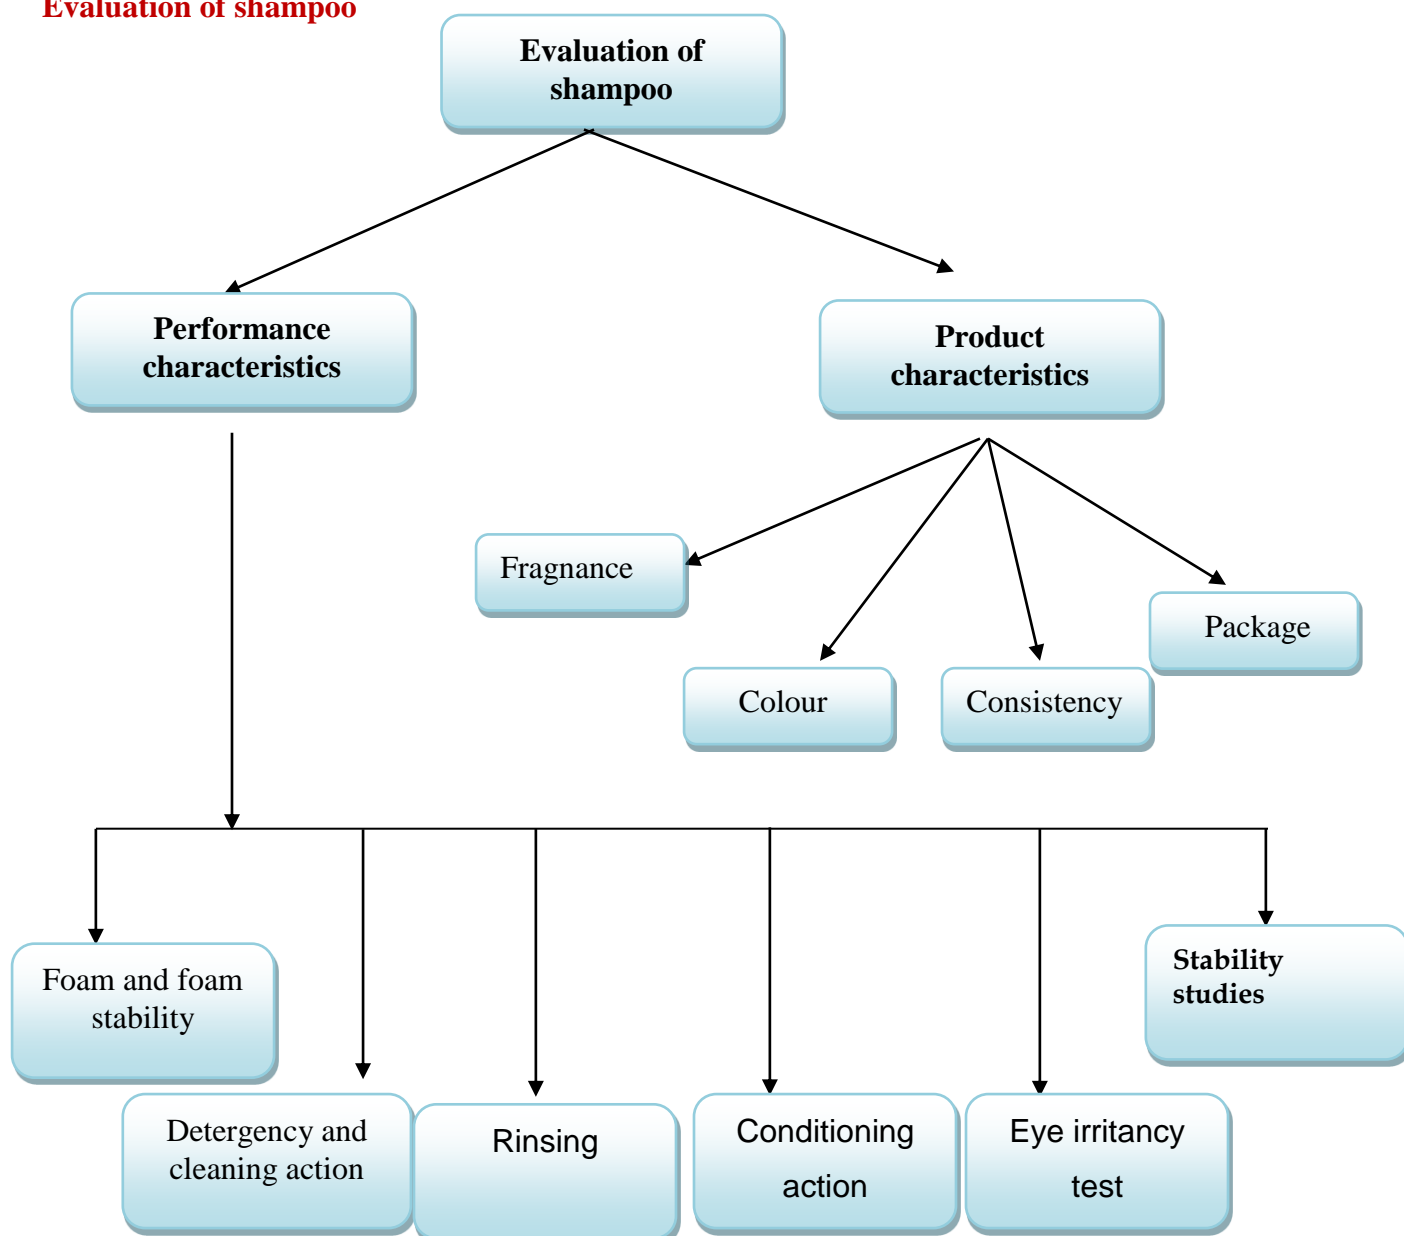 Evaluation of shampoo
Evaluation of
shampoo
Performance
characteristics
Product
characteristics
Fragnance
Package
Colour
Consistency
Foam and foam
stability
Stability
studies
Detergency and
cleaning action
Rinsing
Conditioning
action
Eye irritancy
test